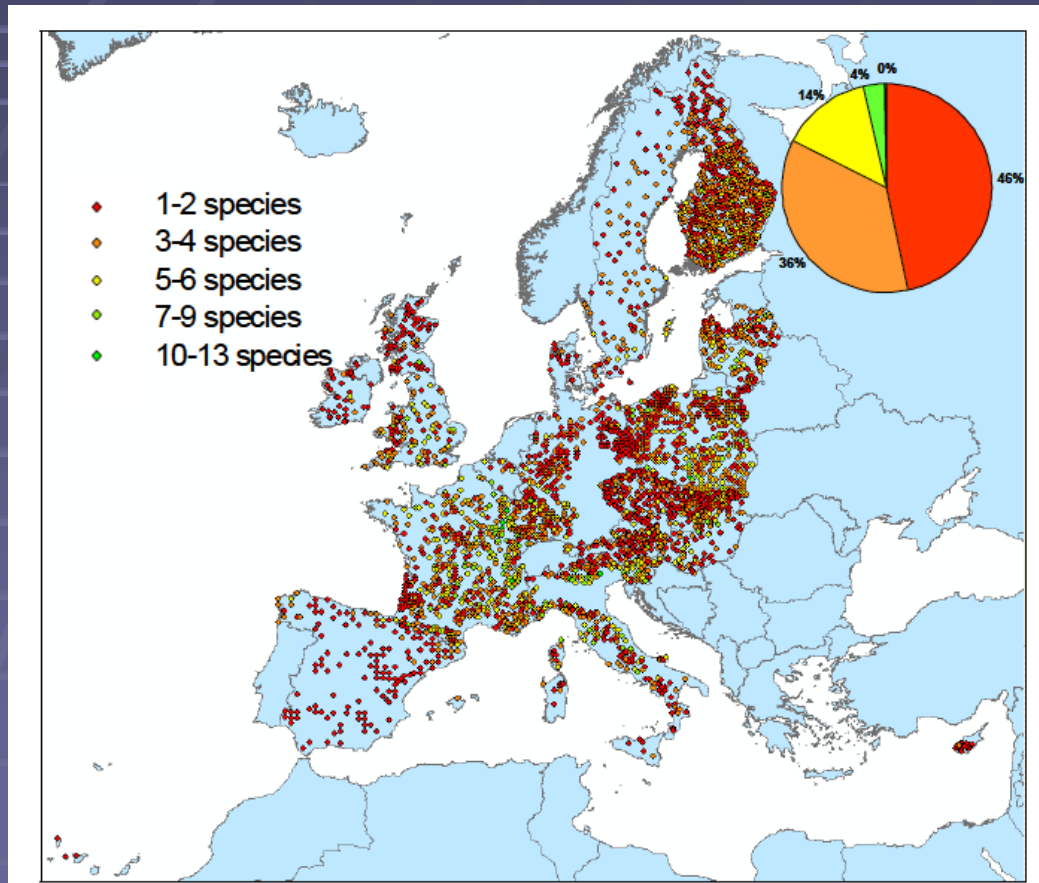 4% 0%
14%
46%
36%
1-2 species
3-4 species
5-6 species
7-9 species
10-13 species